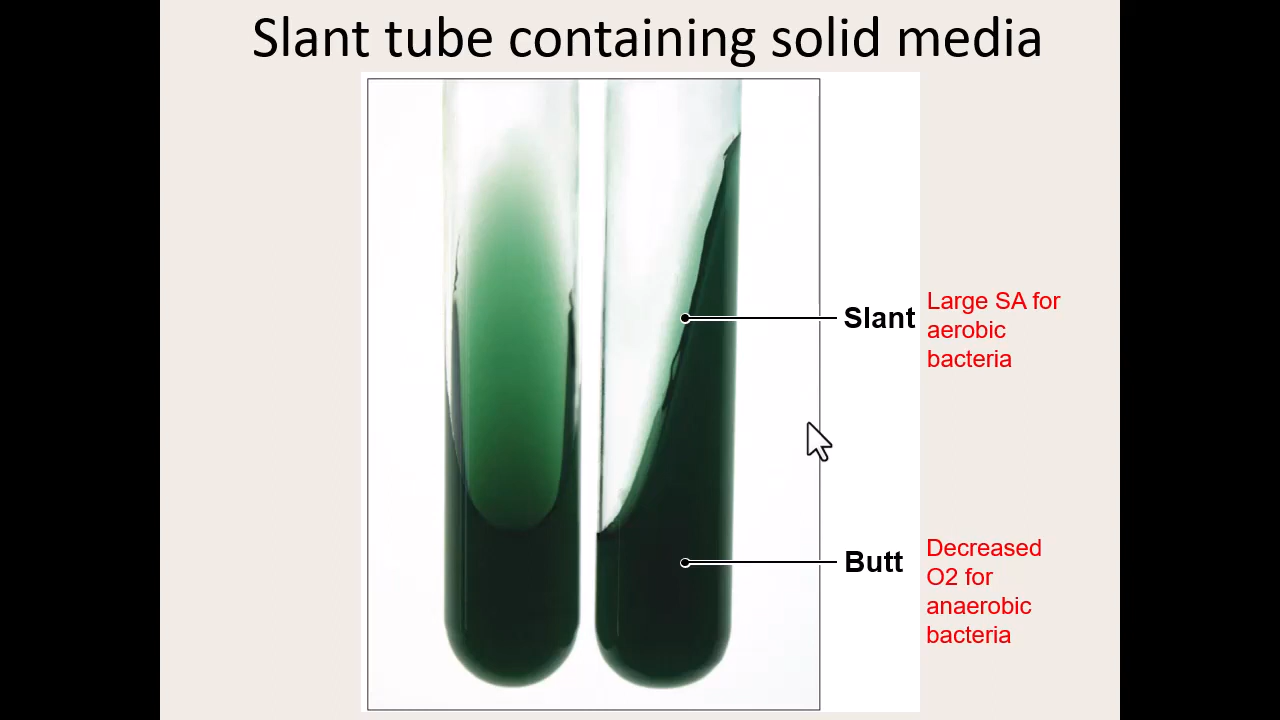 Slant tube containing solid media
Slant
Large SA for
aerobic
bacteria
Butt
Decreased
O2 for
anaerobic
bacteria